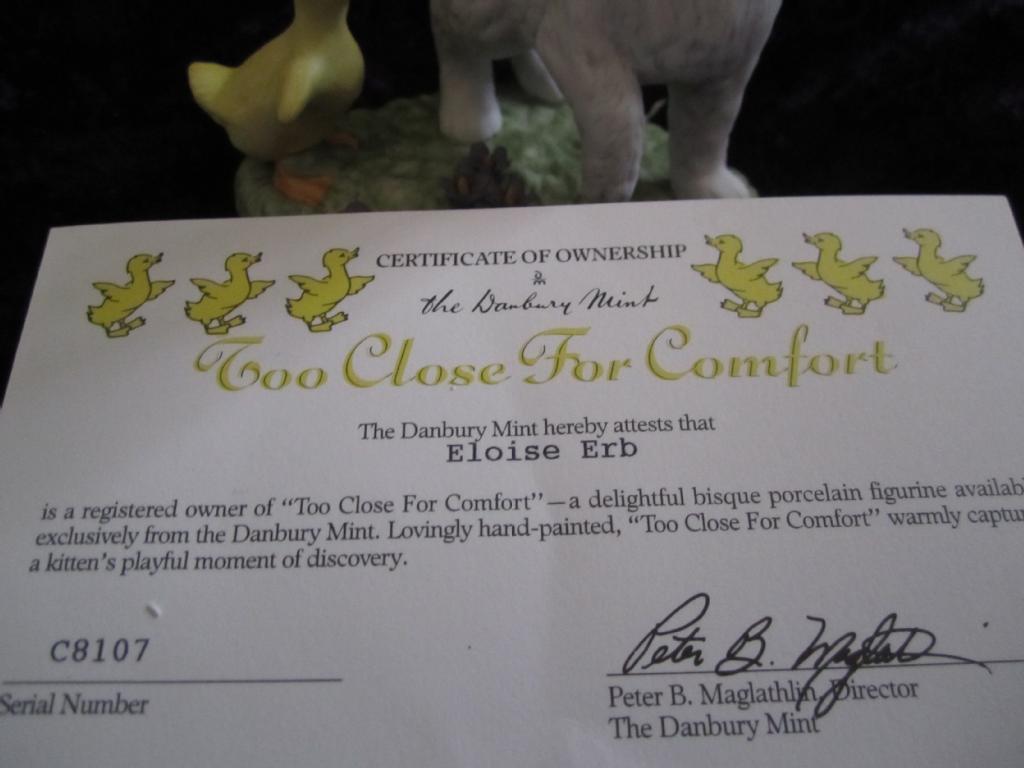 CERTIFICATE OF OWNERSHIP
the Danbury Mint
Too Close For Comfort
The Danbury Mint hereby attests that
Eloise Erb
is a registered owner of “Too Close For Comfort”—a delightful bisque porcelain figurine availab
exclusively from the Danbury Mint. Lovingly hand-painted, “Too Close For Comfort” warmly captu
a kitten’s playful moment of discovery.
C8107
Serial Number
Peter B. Maglathlin
Peter B. Maglathlin, Director
The Danbury Mint